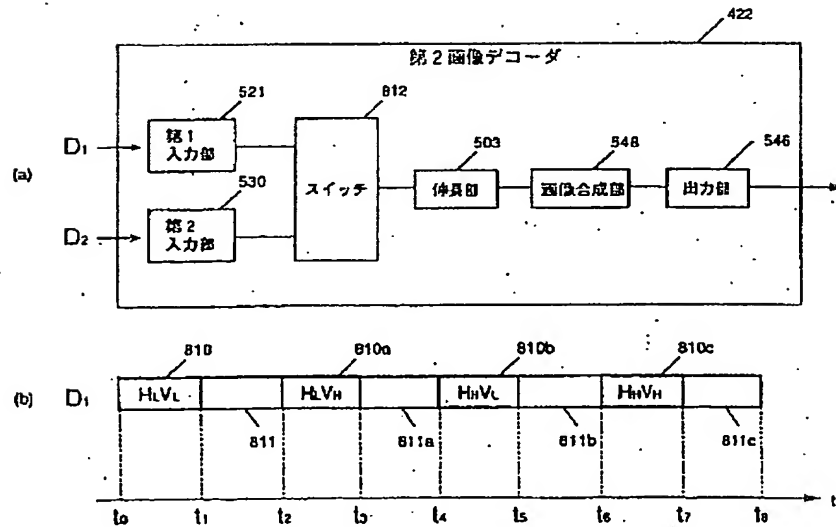 422
第2画像デコーダ
521
812
第1
入力部
D₁
503
548
546
(a)
530
スイッチ
伸長部
画像合成部
出力部
第2
入力部
D₂
810
810a
810b
810c
(b) D₁
HLVL
HLVH
HHVL
HHVH
811
811a
811b
811c
t
t₀ t₁ t₂ t₃ t₄ t₅ t₆ t₇ t₈